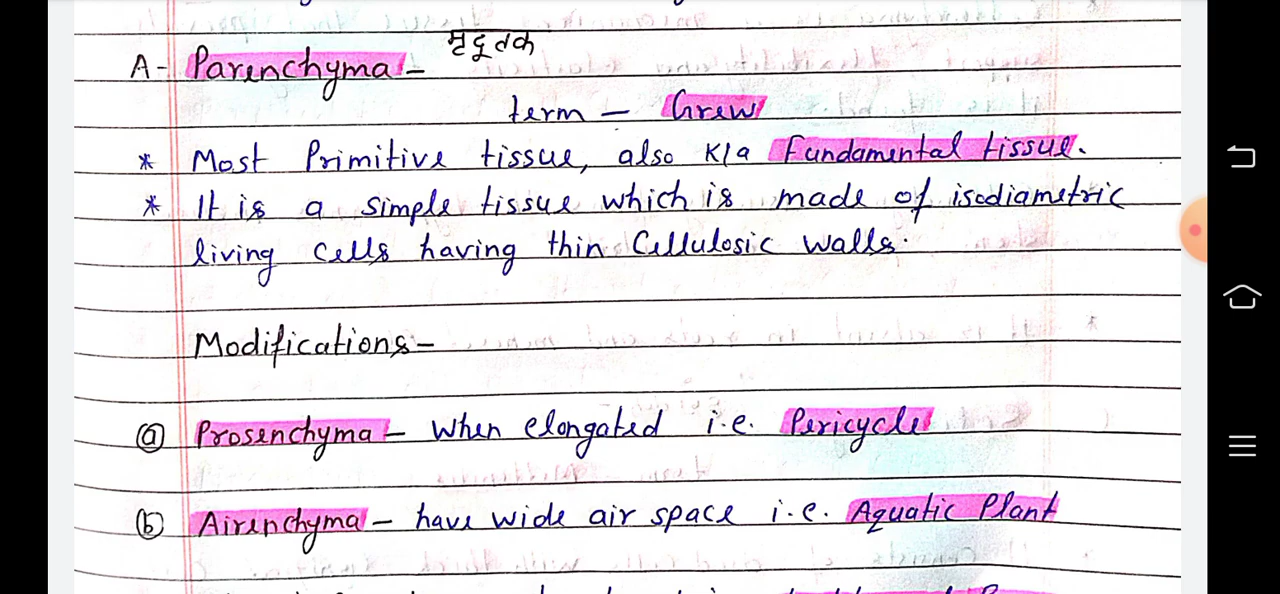 A- Parenchyma - मृदूतक
term - Grew
* Most Primitive tissue, also K/a Fundamental tissue.
* It is a simple tissue which is made of isodiametric
living cells having thin Cellulosic walls.
Modifications-
(a) Prosenchyma - when elongated i.e. Pericycle
(b) Airenchyma - have wide air space i.e. Aquatic Plant